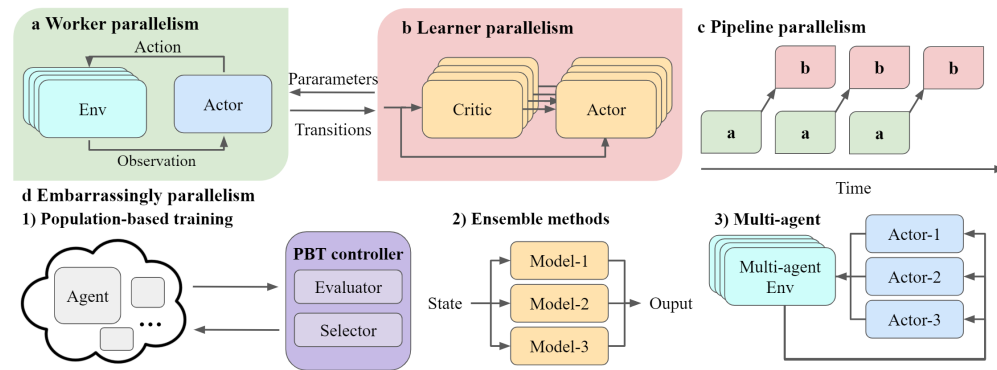 a Worker parallelism
Action
Env
Actor
Observation
Pararameters
Transitions
b Learner parallelism
Critic
Actor
c Pipeline parallelism
b
b
b
a
a
a
Time
d Embarrassingly parallelism
1) Population-based training
Agent
...
PBT controller
Evaluator
Selector
2) Ensemble methods
State
Model-1
Model-2
Model-3
Ouput
3) Multi-agent
Multi-agent
Env
Actor-1
Actor-2
Actor-3